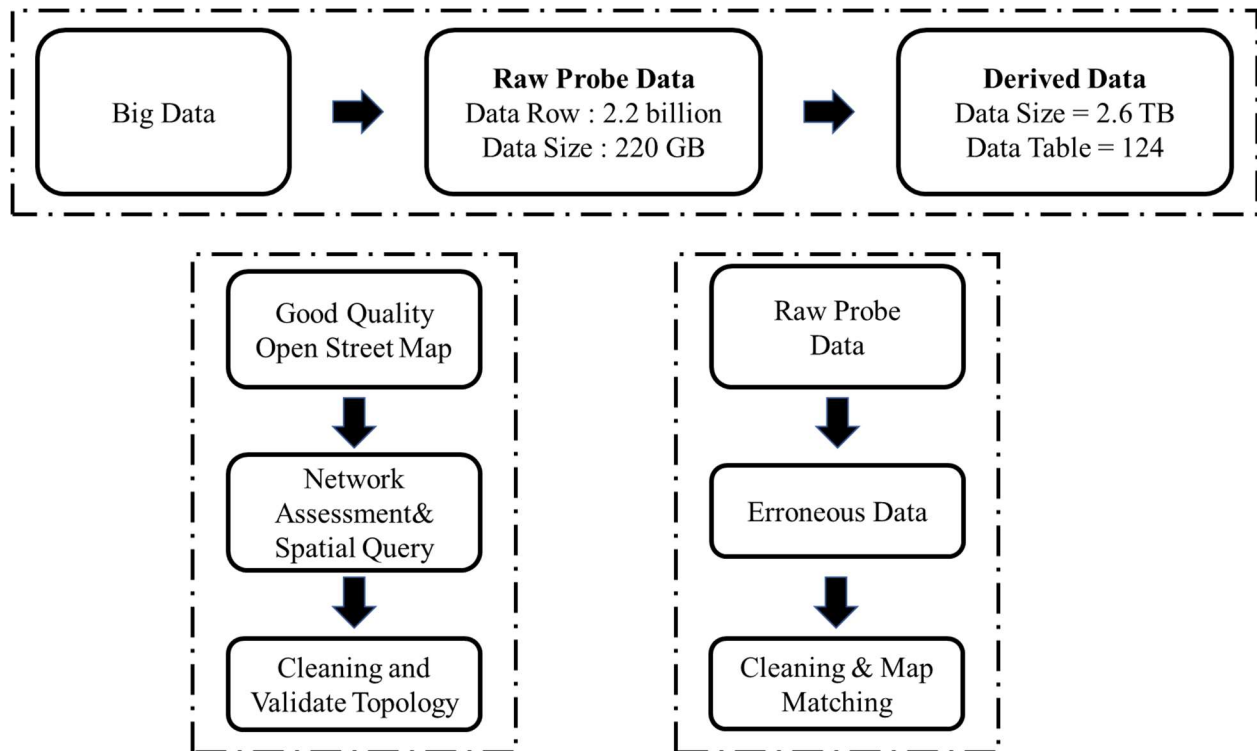 Big Data
Raw Probe Data
Data Row : 2.2 billion
Data Size : 220 GB
Derived Data
Data Size = 2.6 TB
Data Table = 124
Good Quality
Open Street Map
Network
Assessment&
Spatial Query
Cleaning and
Validate Topology
Raw Probe
Data
Erroneous Data
Cleaning & Map
Matching